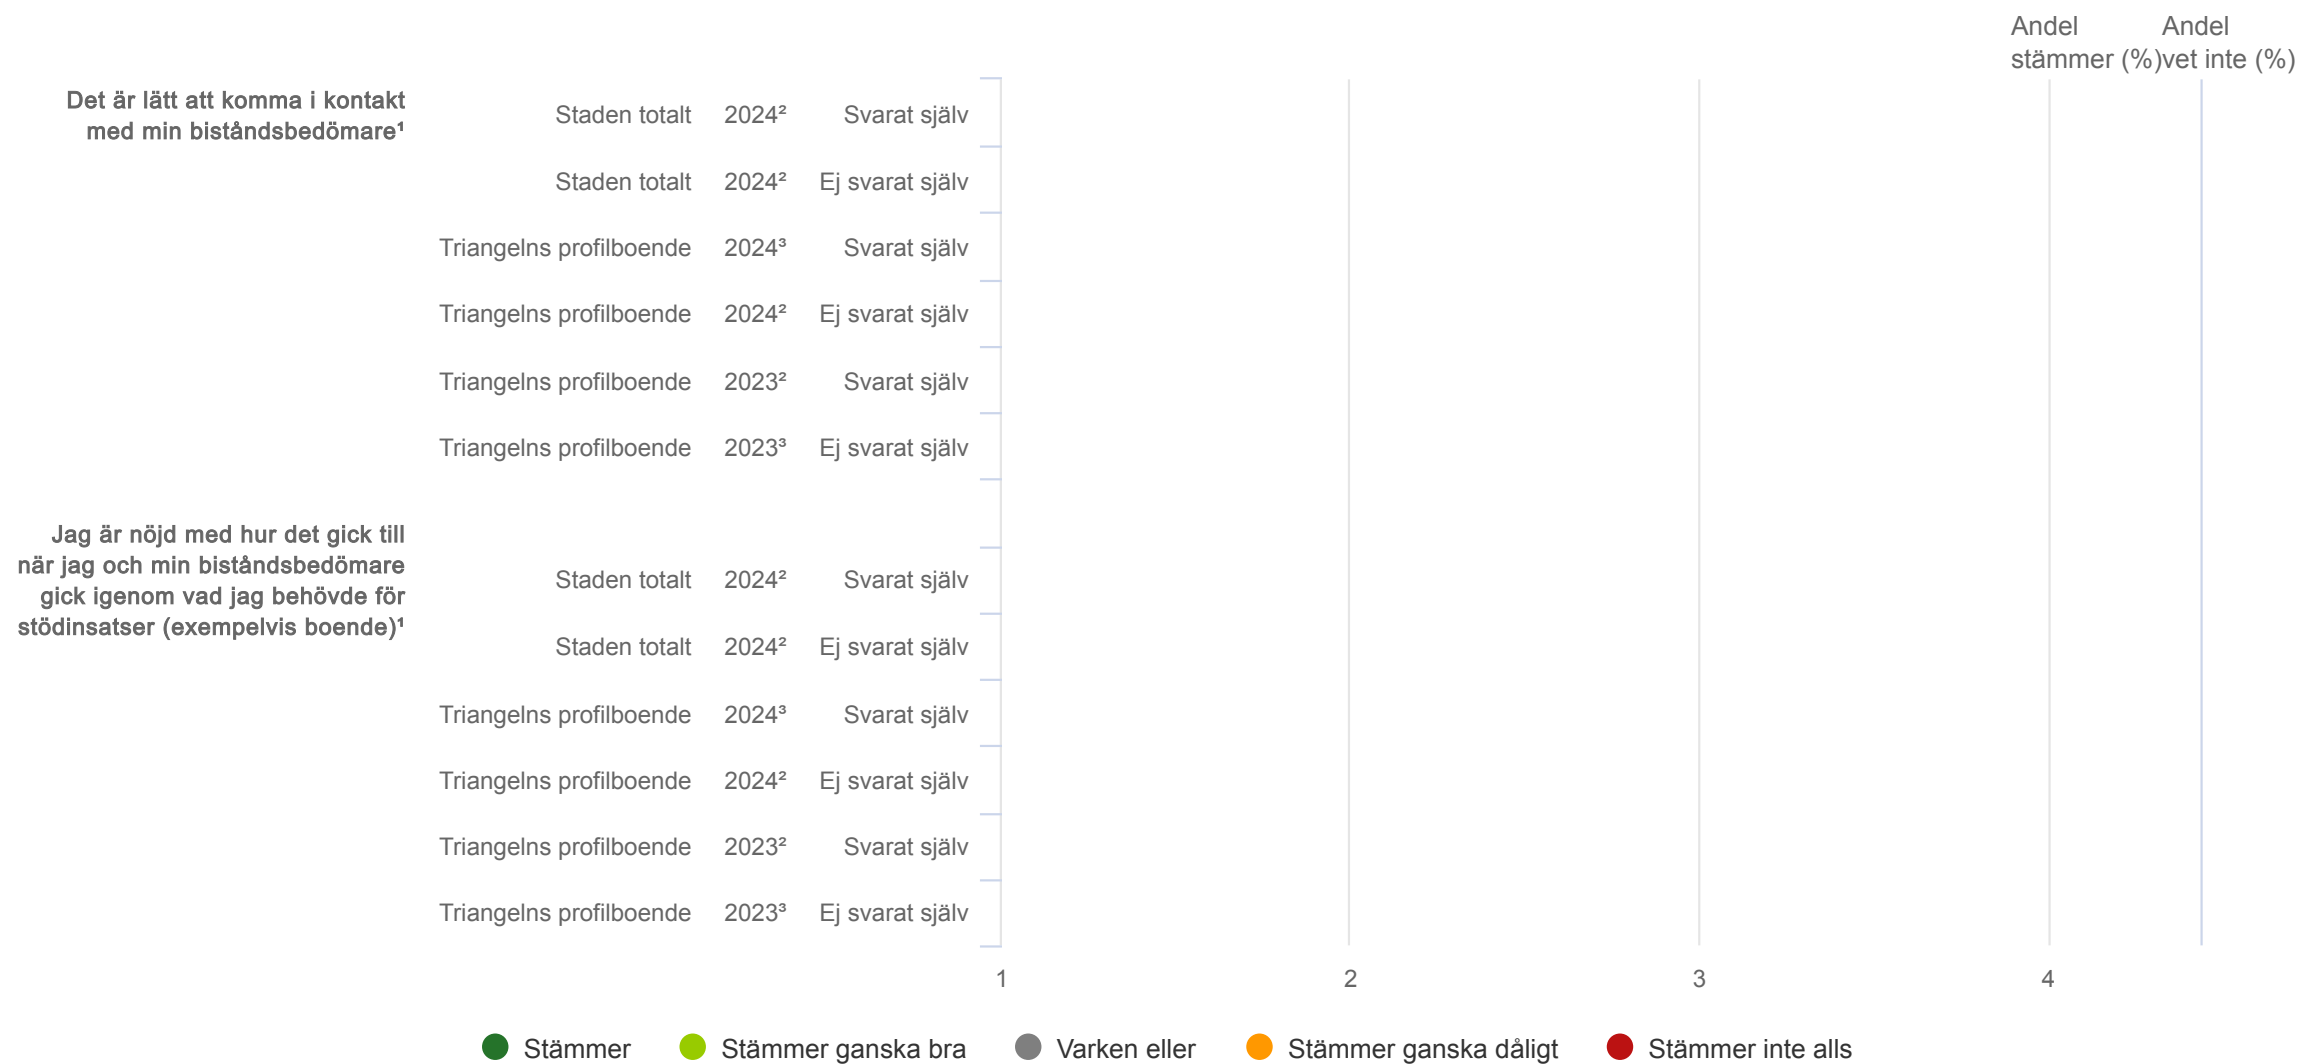 Andel Andel
stämmer (%) vet inte (%)
Det är lätt att komma i kontakt
med min biståndsbedömare¹
Staden totalt 2024² Svarat själv
Staden totalt 2024² Ej svarat själv
Triangelns profilboende 2024³ Svarat själv
Triangelns profilboende 2024² Ej svarat själv
Triangelns profilboende 2023² Svarat själv
Triangelns profilboende 2023³ Ej svarat själv
Jag är nöjd med hur det gick till
när jag och min biståndsbedömare
gick igenom vad jag behövde för
stödinsatser (exempelvis boende)¹
Staden totalt 2024² Svarat själv
Staden totalt 2024² Ej svarat själv
Triangelns profilboende 2024³ Svarat själv
Triangelns profilboende 2024² Ej svarat själv
Triangelns profilboende 2023² Svarat själv
Triangelns profilboende 2023³ Ej svarat själv
1 2 3 4
Stämmer Stämmer ganska bra Varken eller Stämmer ganska dåligt Stämmer inte alls